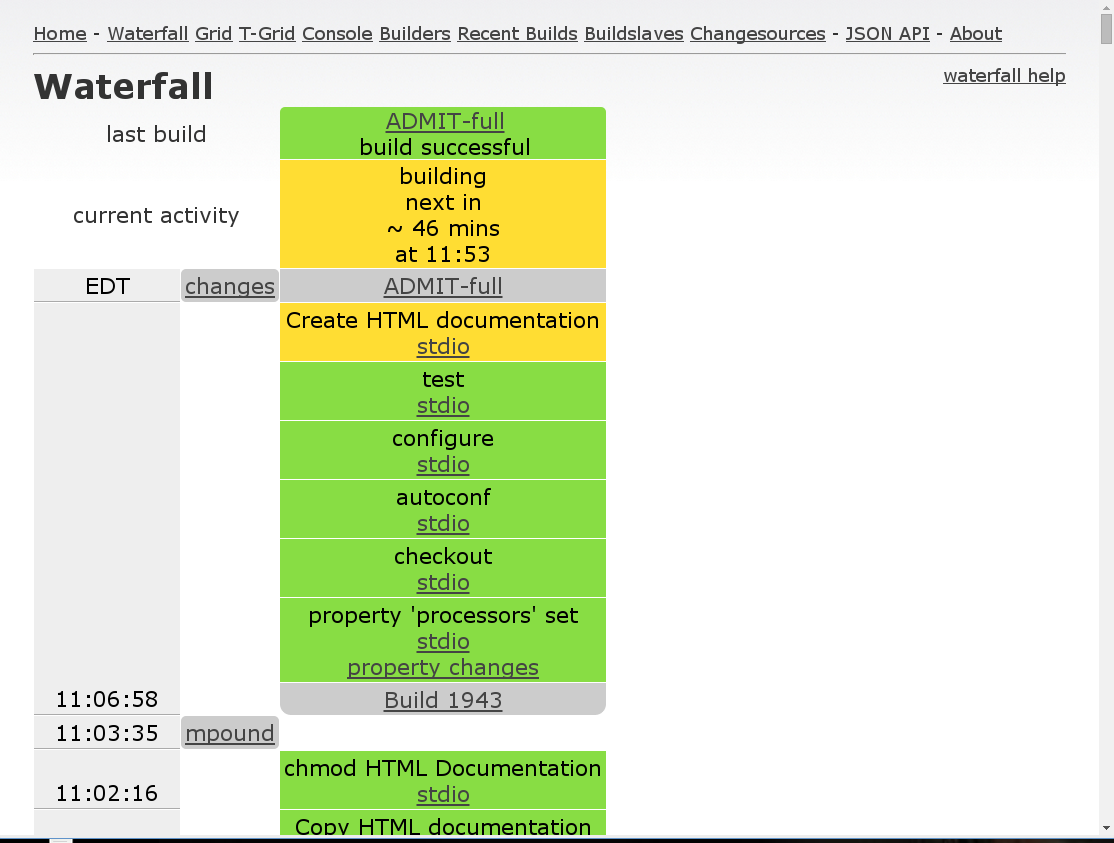 Home - Waterfall Grid T-Grid Console Builders Recent Builds Buildslaves Changesources - JSON API - About
Waterfall
waterfall help
last build
ADMIT-full
build successful
current activity
building
next in
~ 46 mins
at 11:53
EDT changes ADMIT-full
Create HTML documentation
stdio
test
stdio
configure
stdio
autoconf
stdio
checkout
stdio
property 'processors' set
stdio
property changes
11:06:58 Build 1943
11:03:35 mpound
chmod HTML Documentation
11:02:16 stdio
Copy HTML documentation